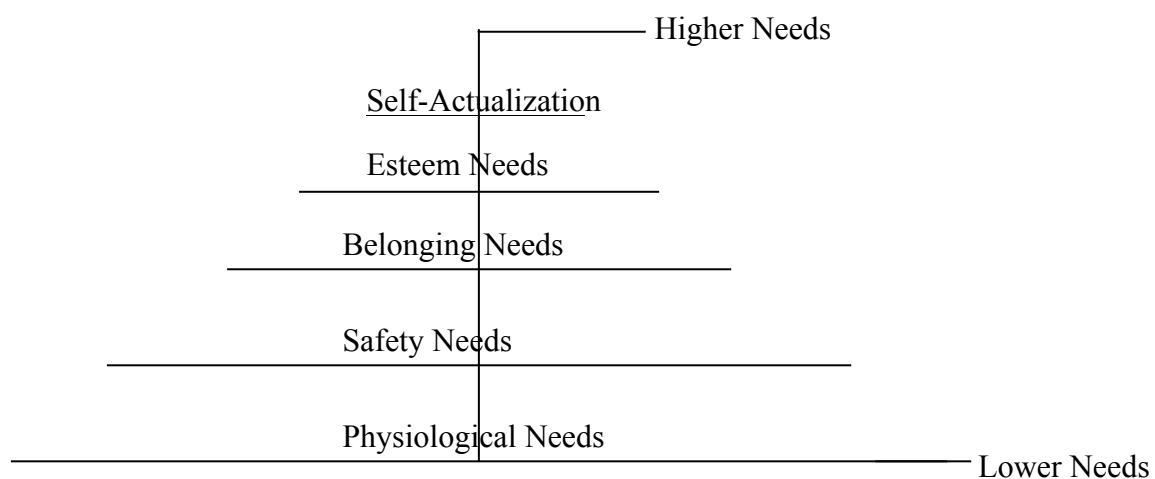 Higher Needs
Self-Actualization
Esteem Needs
Belonging Needs
Safety Needs
Physiological Needs
Lower Needs